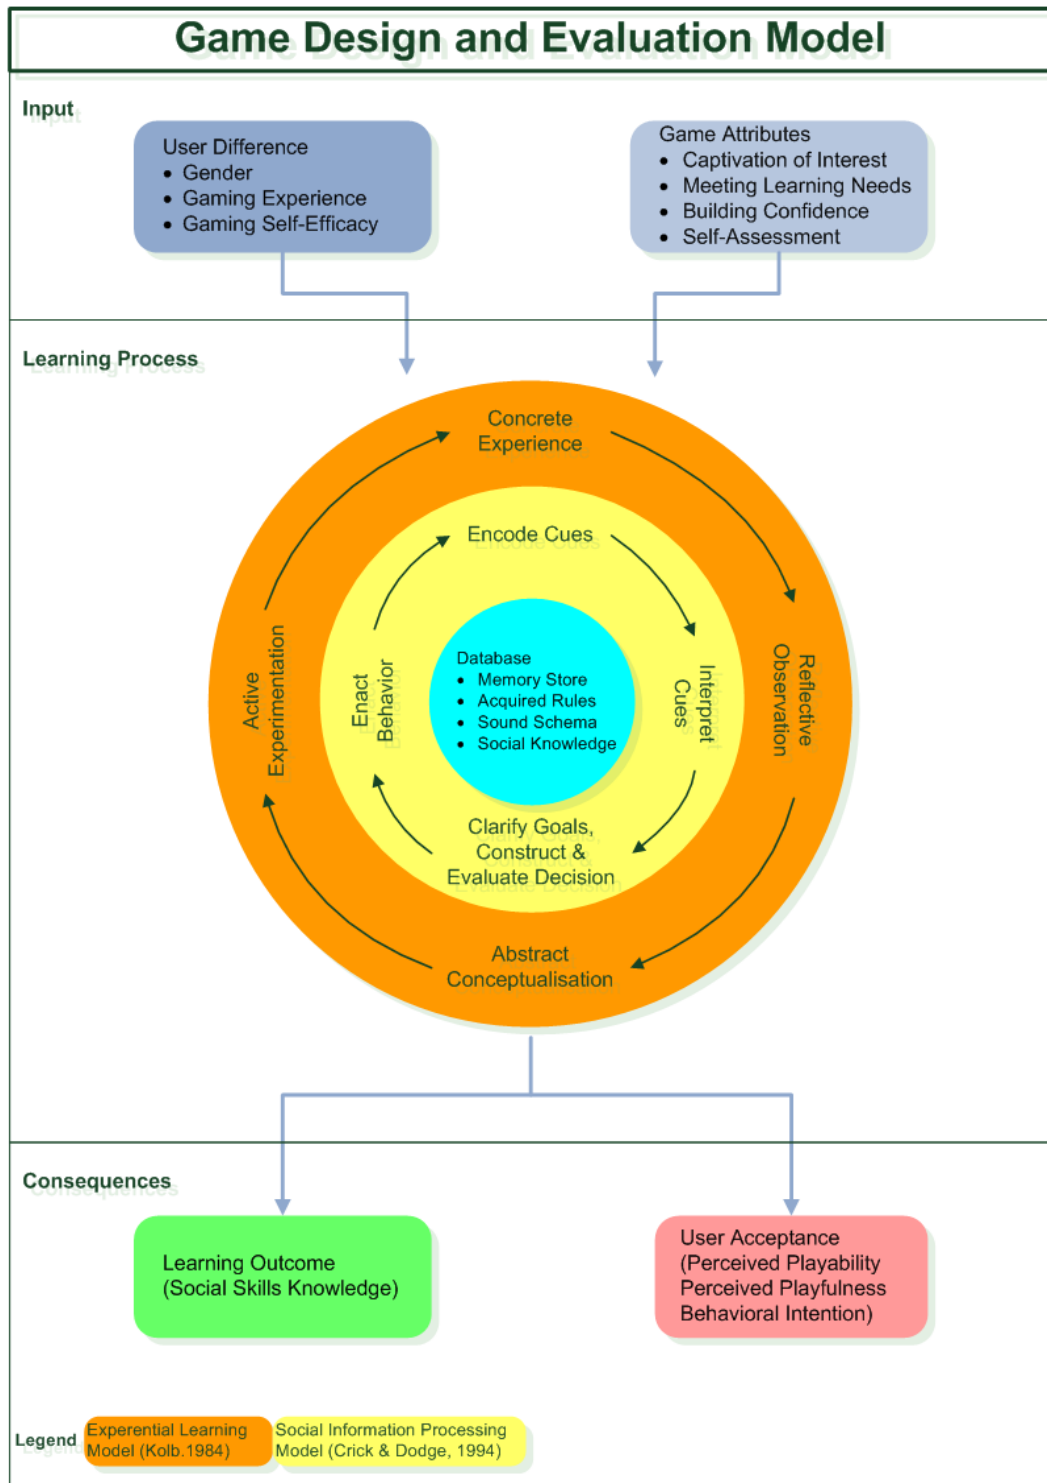 Game Design and Evaluation Model
Input
User Difference
• Gender
• Gaming Experience
• Gaming Self-Efficacy
Game Attributes
• Captivation of Interest
• Meeting Learning Needs
• Building Confidence
• Self-Assessment
Learning Process
Concrete
Experience
Encode Cues
Database
• Memory Store
• Acquired Rules
• Sound Schema
• Social Knowledge
Active
Experimentation
Enact
Behavior
Interpret
Cues
Reflective
Observation
Clarify Goals,
Construct &
Evaluate Decision
Abstract
Conceptualisation
Consequences
Learning Outcome
(Social Skills Knowledge)
User Acceptance
(Perceived Playability
Perceived Playfulness
Behavioral Intention)
Legend
Experential Learning
Model (Kolb.1984)
Social Information Processing
Model (Crick & Dodge, 1994)